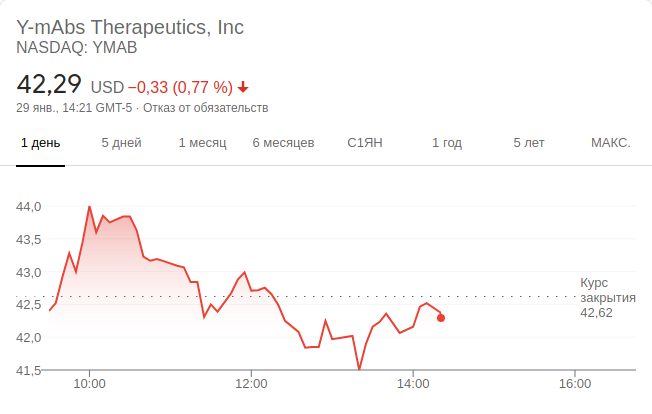 Y-mAbs Therapeutics, Inc
NASDAQ: YMAB
42,29 USD −0,33 (0,77 %)
29 янв., 14:21 GMT-5 · Отказ от обязательств
1 день 5 дней 1 месяц 6 месяцев С1ЯН 1 год 5 лет МАКС.
44,0
43,5
43,0
42,5
42,0
41,5
Курс
закрытия
42,62
10:00 12:00 14:00 16:00